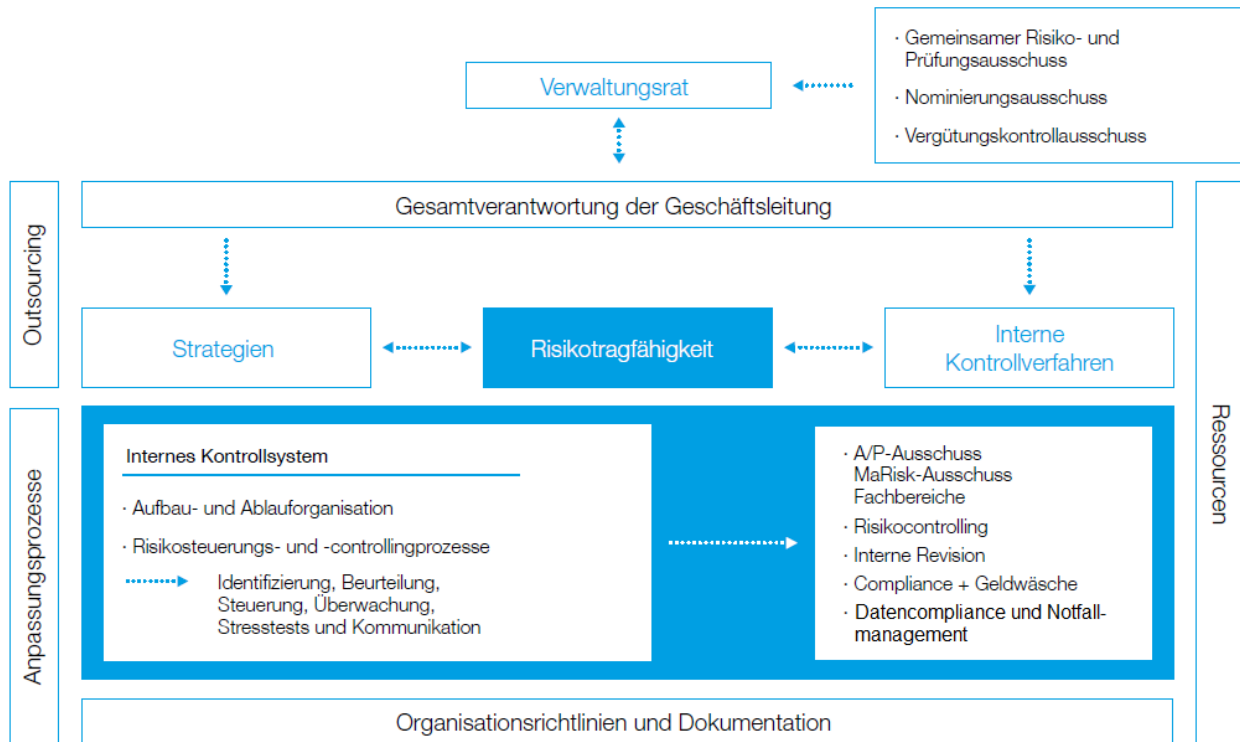 · Gemeinsamer Risiko- und
Prüfungsausschuss
· Nominierungsausschuss
· Vergütungskontrollausschuss
Verwaltungsrat
Gesamtverantwortung der Geschäftsleitung
Outsourcing
Strategien
Risikotragfähigkeit
Interne
Kontrollverfahren
Ressourcen
Anpassungsprozesse
Internes Kontrollsystem
· Aufbau- und Ablauforganisation
· Risikosteuerungs- und -controllingprozesse
Identifizierung, Beurteilung,
Steuerung, Überwachung,
Stresstests und Kommunikation
· A/P-Ausschuss
MaRisk-Ausschuss
Fachbereiche
· Risikocontrolling
· Interne Revision
· Compliance + Geldwäsche
· Datencompliance und Notfall-
management
Organisationsrichtlinien und Dokumentation